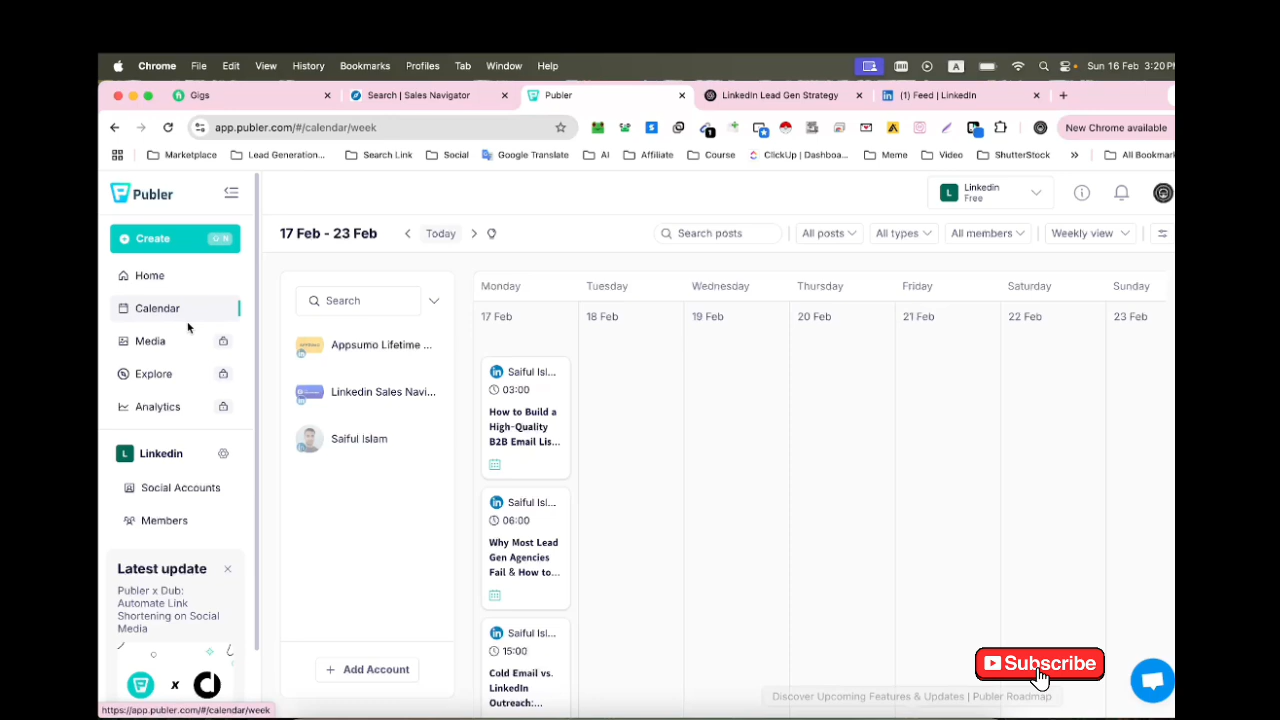 Chrome File Edit View History Bookmarks Profiles Tab Window Help A Sun 16 Feb 3:20
Gigs Search | Sales Navigator Publer LinkedIn Lead Gen Strategy (1) Feed | LinkedIn
app.publer.com/#/calendar/week New Chrome available
Marketplace Lead Generation... Search Link Social Google Translate AI Affiliate Course ClickUp | Dashboa... Meme Video ShutterStock All Bookmar
Publer
Linkedin
Free
Create
17 Feb - 23 Feb Today Search posts All posts All types All members Weekly view
Home
Calendar
Media
Explore
Analytics
Linkedin
Social Accounts
Members
Latest update
Publer x Dub:
Automate Link
Shortening on Social
Media
x
Search
Appsumo Lifetime ...
Linkedin Sales Navi...
Saiful Islam
Add Account
Monday Tuesday Wednesday Thursday Friday Saturday Sunday
17 Feb 18 Feb 19 Feb 20 Feb 21 Feb 22 Feb 23 Feb
Saiful Isl...
03:00
How to Build a
High-Quality
B2B Email Lis...
Saiful Isl...
06:00
Why Most Lead
Gen Agencies
Fail & How to...
Saiful Isl...
15:00
Cold Email vs.
LinkedIn
Outreach:...
Subscribe
Discover Upcoming Features & Updates | Publer Roadmap
https://app.publer.com/#/calendar/week